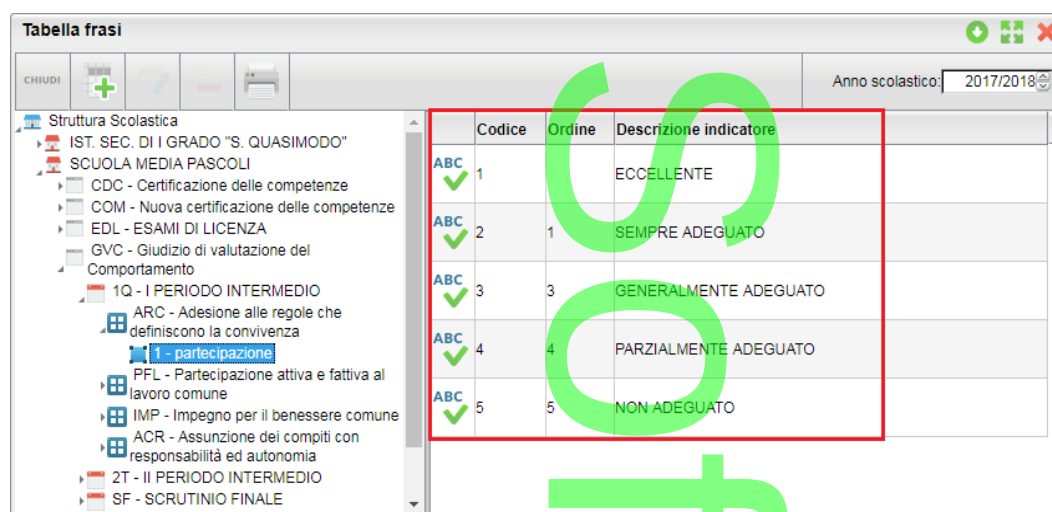 Tabella frasi
CHIUDI
Anno scolastico: 2017/2018
Struttura Scolastica
IST. SEC. DI I GRADO "S. QUASIMODO"
SCUOLA MEDIA PASCOLI
CDC - Certificazione delle competenze
COM - Nuova certificazione delle competenze
EDL - ESAMI DI LICENZA
GVC - Giudizio di valutazione del
Comportamento
1Q - I PERIODO INTERMEDIO
ARC - Adesione alle regole che
definiscono la convivenza
1 - partecipazione
PFL - Partecipazione attiva e fattiva al
lavoro comune
IMP - Impegno per il benessere comune
ACR - Assunzione dei compiti con
responsabilità ed autonomia
2T - II PERIODO INTERMEDIO
SF - SCRUTINIO FINALE
Codice Ordine Descrizione indicatore
ABC 1 ECCELLENTE
ABC 2 1 SEMPRE ADEGUATO
ABC 3 3 GENERALMENTE ADEGUATO
ABC 4 4 PARZIALMENTE ADEGUATO
ABC 5 5 NON ADEGUATO